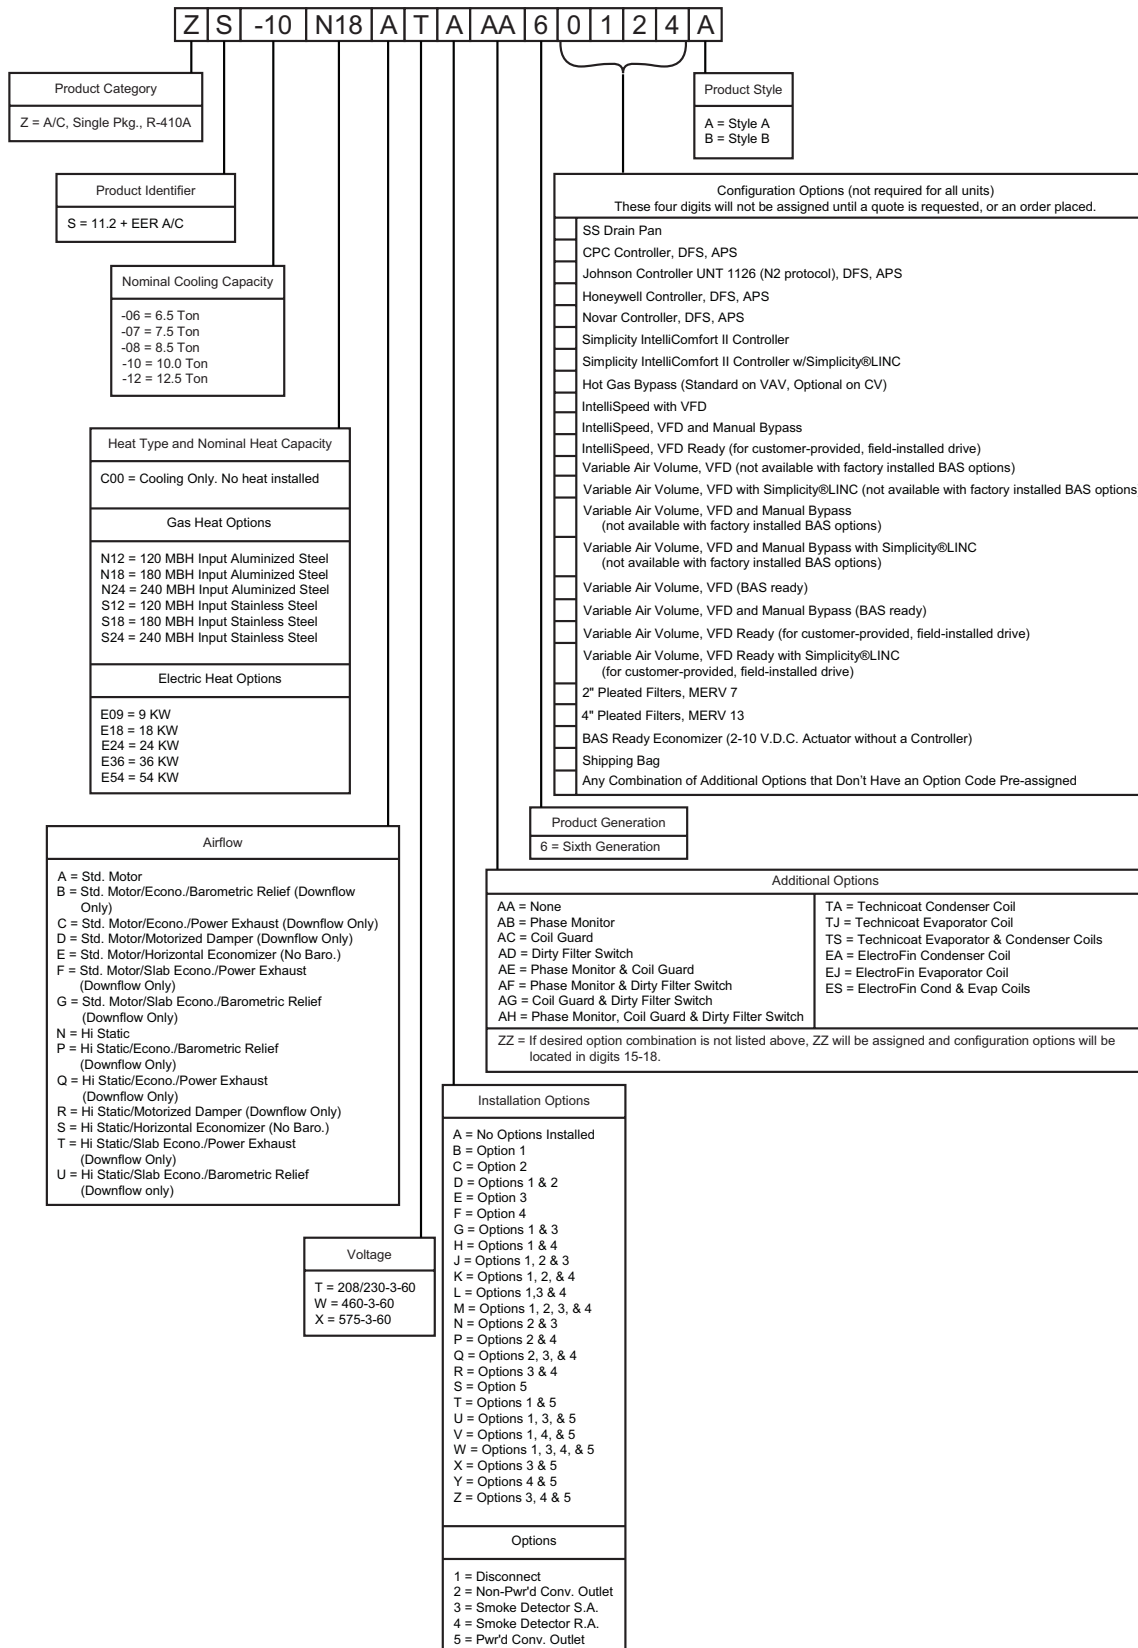 Z S -10 N18 A T A AA 6 0 1 2 4 A
Product Category
Z = A/C, Single Pkg., R-410A
Product Style
A = Style A
B = Style B
Product Identifier
S = 11.2 + EER A/C
Nominal Cooling Capacity
-06 = 6.5 Ton
-07 = 7.5 Ton
-08 = 8.5 Ton
-10 = 10.0 Ton
-12 = 12.5 Ton
Heat Type and Nominal Heat Capacity
C00 = Cooling Only. No heat installed
Gas Heat Options
N12 = 120 MBH Input Aluminized Steel
N18 = 180 MBH Input Aluminized Steel
N24 = 240 MBH Input Aluminized Steel
S12 = 120 MBH Input Stainless Steel
S18 = 180 MBH Input Stainless Steel
S24 = 240 MBH Input Stainless Steel
Electric Heat Options
E09 = 9 KW
E18 = 18 KW
E24 = 24 KW
E36 = 36 KW
E54 = 54 KW
Configuration Options (not required for all units)
These four digits will not be assigned until a quote is requested, or an order placed.
SS Drain Pan
CPC Controller, DFS, APS
Johnson Controller UNT 1126 (N2 protocol), DFS, APS
Honeywell Controller, DFS, APS
Novar Controller, DFS, APS
Simplicity IntelliComfort II Controller
Simplicity IntelliComfort II Controller w/Simplicity®LINC
Hot Gas Bypass (Standard on VAV, Optional on CV)
IntelliSpeed with VFD
IntelliSpeed, VFD and Manual Bypass
IntelliSpeed, VFD Ready (for customer-provided, field-installed drive)
Variable Air Volume, VFD (not available with factory installed BAS options)
Variable Air Volume, VFD with Simplicity®LINC (not available with factory installed BAS options
Variable Air Volume, VFD and Manual Bypass
(not available with factory installed BAS options)
Variable Air Volume, VFD and Manual Bypass with Simplicity®LINC
(not available with factory installed BAS options)
Variable Air Volume, VFD (BAS ready)
Variable Air Volume, VFD and Manual Bypass (BAS ready)
Variable Air Volume, VFD Ready (for customer-provided, field-installed drive)
Variable Air Volume, VFD Ready with Simplicity®LINC
(for customer-provided, field-installed drive)
2" Pleated Filters, MERV 7
4" Pleated Filters, MERV 13
BAS Ready Economizer (2-10 V.D.C. Actuator without a Controller)
Shipping Bag
Any Combination of Additional Options that Don't Have an Option Code Pre-assigned
Product Generation
6 = Sixth Generation
Airflow
A = Std. Motor
B = Std. Motor/Econo./Barometric Relief (Downflow
Only)
C = Std. Motor/Econo./Power Exhaust (Downflow Only)
D = Std. Motor/Motorized Damper (Downflow Only)
E = Std. Motor/Horizontal Economizer (No Baro.)
F = Std. Motor/Slab Econo./Power Exhaust
(Downflow Only)
G = Std. Motor/Slab Econo./Barometric Relief
(Downflow Only)
N = Hi Static
P = Hi Static/Econo./Barometric Relief
(Downflow Only)
Q = Hi Static/Econo./Power Exhaust
(Downflow Only)
R = Hi Static/Motorized Damper (Downflow Only)
S = Hi Static/Horizontal Economizer (No Baro.)
T = Hi Static/Slab Econo./Power Exhaust
(Downflow Only)
U = Hi Static/Slab Econo./Barometric Relief
(Downflow only)
Additional Options
AA = None
AB = Phase Monitor
AC = Coil Guard
AD = Dirty Filter Switch
AE = Phase Monitor & Coil Guard
AF = Phase Monitor & Dirty Filter Switch
AG = Coil Guard & Dirty Filter Switch
AH = Phase Monitor, Coil Guard & Dirty Filter Switch
TA = Technicoat Condenser Coil
TJ = Technicoat Evaporator Coil
TS = Technicoat Evaporator & Condenser Coils
EA = ElectroFin Condenser Coil
EJ = ElectroFin Evaporator Coil
ES = ElectroFin Cond & Evap Coils
ZZ = If desired option combination is not listed above, ZZ will be assigned and configuration options will be
located in digits 15-18.
Voltage
T = 208/230-3-60
W = 460-3-60
X = 575-3-60
Installation Options
A = No Options Installed
B = Option 1
C = Option 2
D = Options 1 & 2
E = Option 3
F = Option 4
G = Options 1 & 3
H = Options 1 & 4
J = Options 1, 2 & 3
K = Options 1, 2, & 4
L = Options 1,3 & 4
M = Options 1, 2, 3, & 4
N = Options 2 & 3
P = Options 2 & 4
Q = Options 2, 3, & 4
R = Options 3 & 4
S = Option 5
T = Options 1 & 5
U = Options 1, 3, & 5
V = Options 1, 4, & 5
W = Options 1, 3, 4, & 5
X = Options 3 & 5
Y = Options 4 & 5
Z = Options 3, 4 & 5
Options
1 = Disconnect
2 = Non-Pwr'd Conv. Outlet
3 = Smoke Detector S.A.
4 = Smoke Detector R.A.
5 = Pwr'd Conv. Outlet